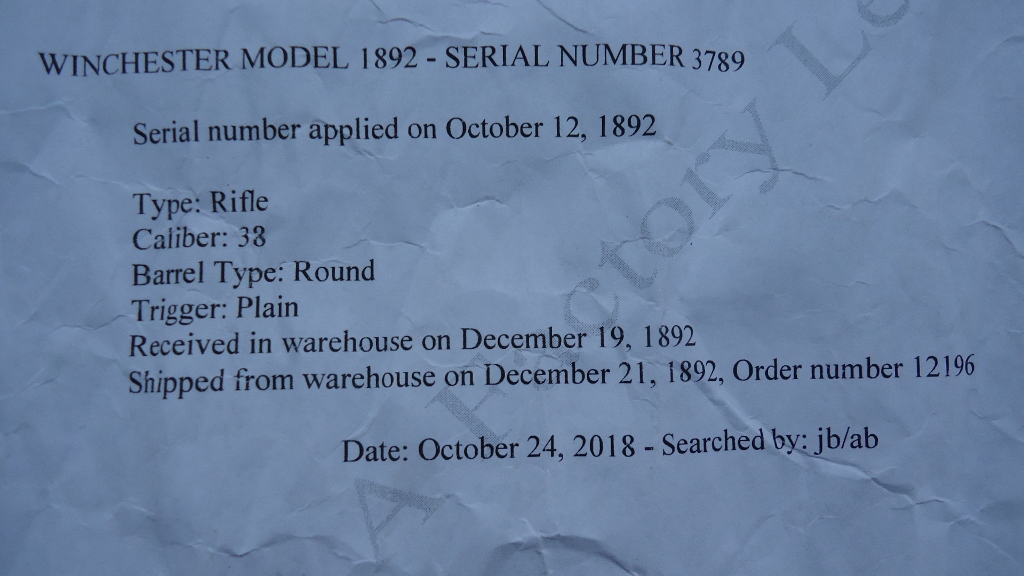 WINCHESTER MODEL 1892 - SERIAL NUMBER 3789
Serial number applied on October 12, 1892
Type: Rifle
Caliber: 38
Barrel Type: Round
Trigger: Plain
Received in warehouse on December 19, 1892
Shipped from warehouse on December 21, 1892, Order number 12196
Date: October 24, 2018 - Searched by: jb/ab
A Factory Le